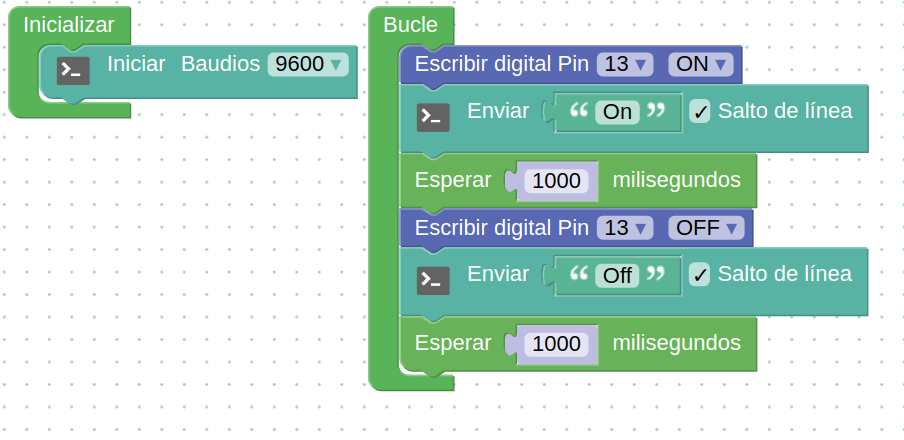 Inicializar
>_ Iniciar Baudios 9600 ▼
Bucle
Escribir digital Pin 13 ▼ ON ▼
>_ Enviar “ On ” ✓ Salto de línea
Esperar 1000 milisegundos
Escribir digital Pin 13 ▼ OFF ▼
>_ Enviar “ Off ” ✓ Salto de línea
Esperar 1000 milisegundos